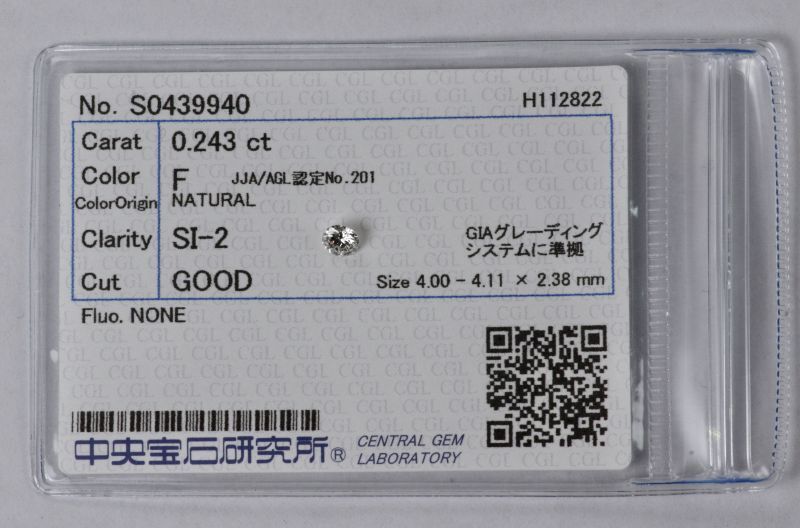 No. S0439940 H112822
Carat 0.243 ct
Color F JJA/AGL認定No.201
ColorOrigin NATURAL
Clarity SI-2 GIAグレーディング
システムに準拠
Cut GOOD Size 4.00 - 4.11 × 2.38 mm
Fluo. NONE
中央宝石研究所® CENTRAL GEM
LABORATORY